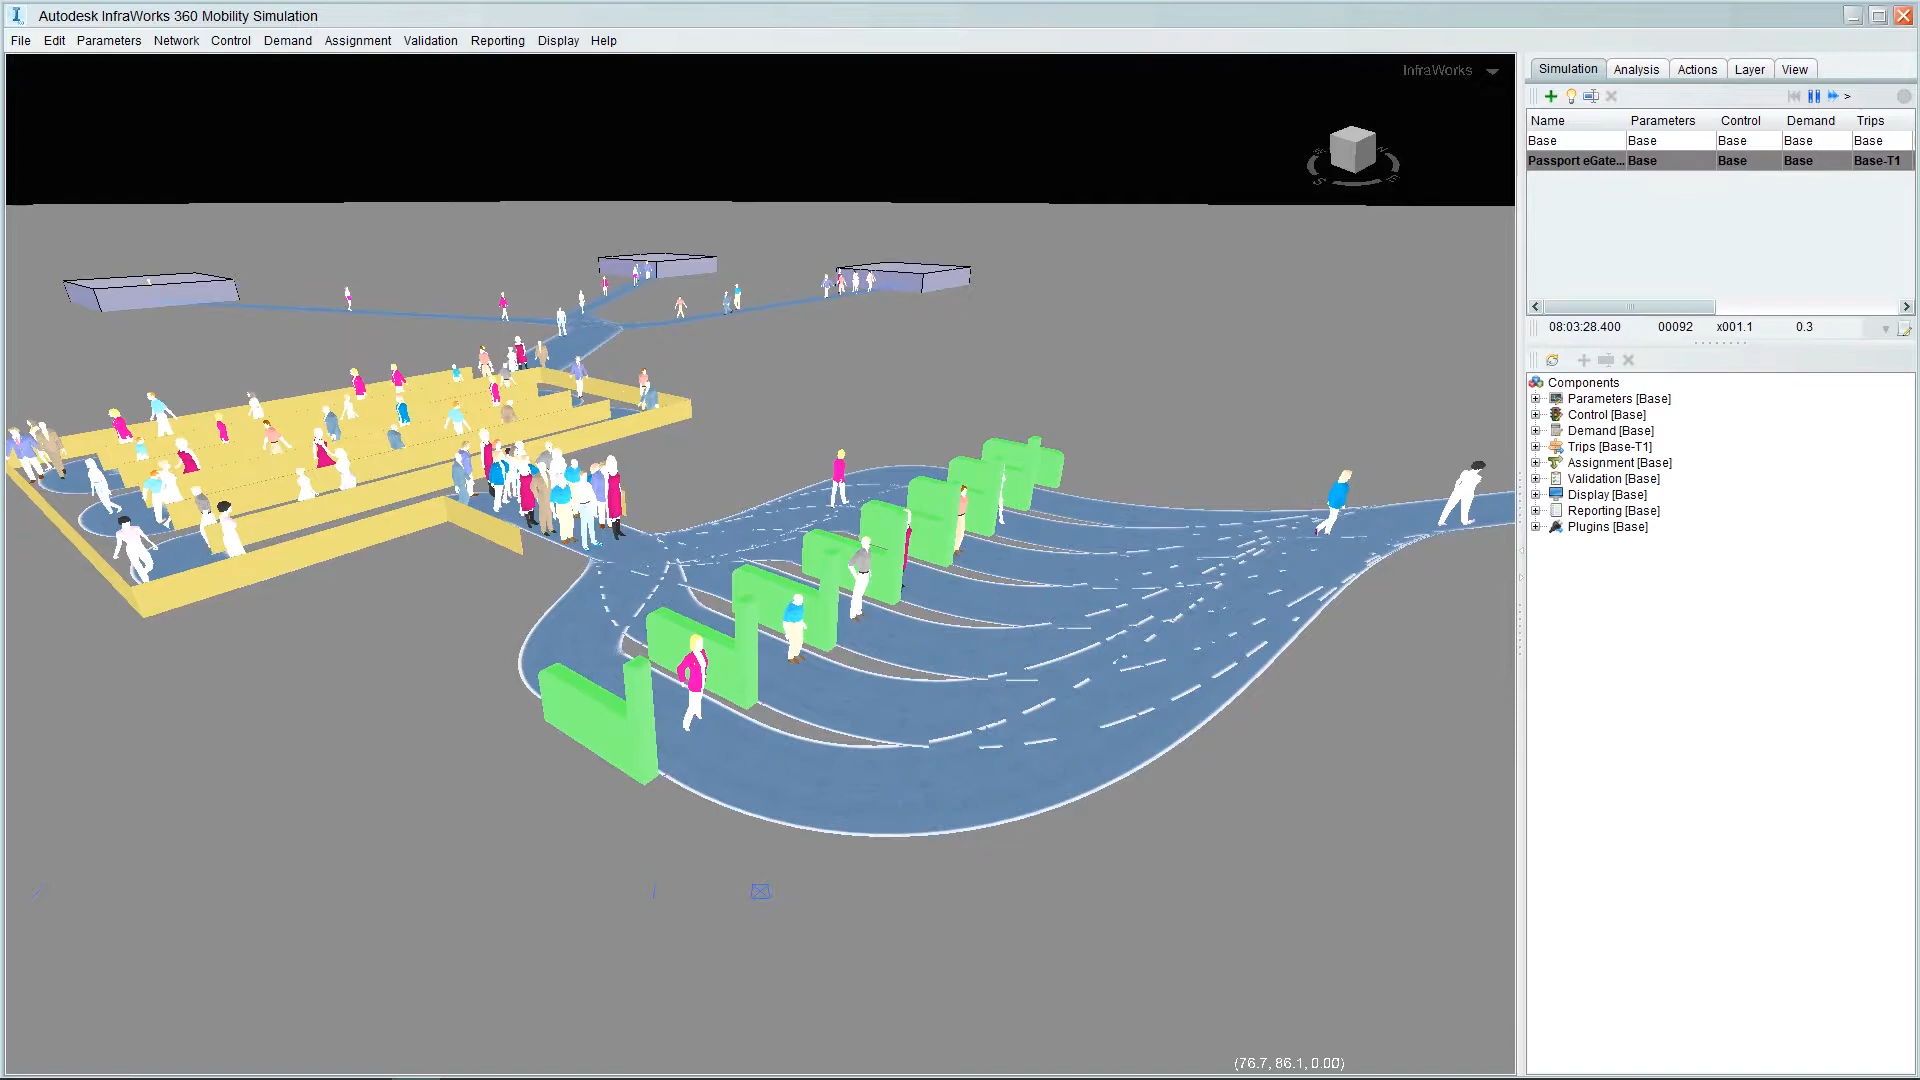 Autodesk InfraWorks 360 Mobility Simulation
File Edit Parameters Network Control Demand Assignment Validation Reporting Display Help
InfraWorks
Simulation Analysis Actions Layer View
>
Name Parameters Control Demand Trips
Base Base Base Base Base
Passport eGate... Base Base Base Base-T1
08:03:28.400 00092 x001.1 0.3
Components
Parameters [Base]
Control [Base]
Demand [Base]
Trips [Base-T1]
Assignment [Base]
Validation [Base]
Display [Base]
Reporting [Base]
Plugins [Base]
(76.7, 86.1, 0.00)